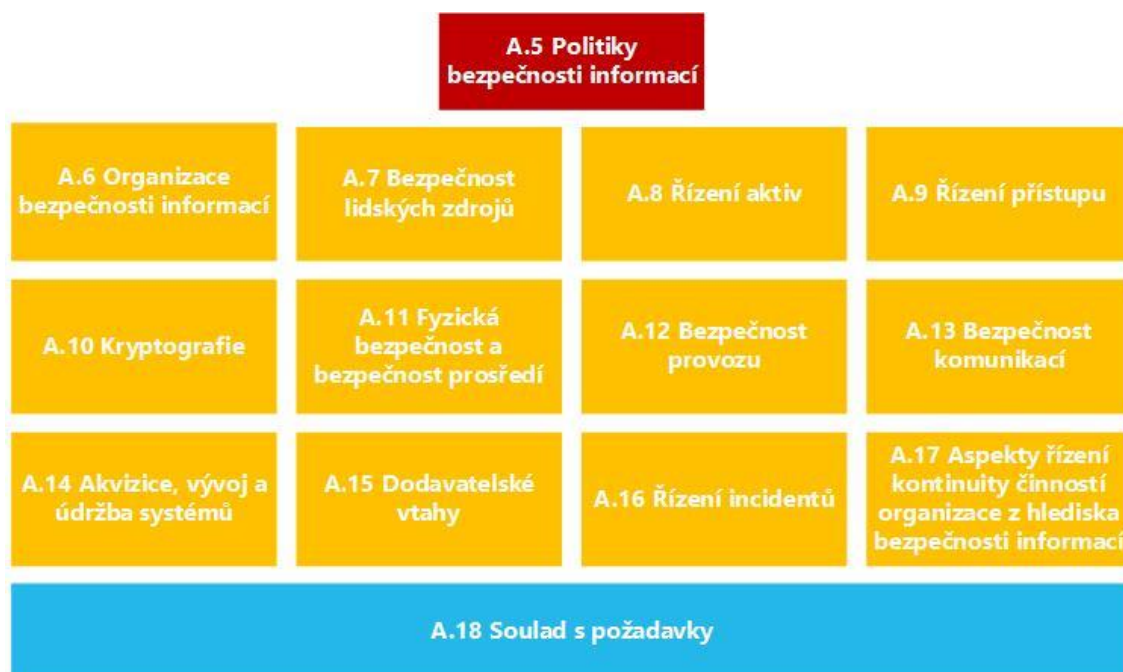 A.5 Politiky
bezpečnosti informací
A.6 Organizace
bezpečnosti informací
A.7 Bezpečnost
lidských zdrojů
A.8 Řízení aktiv
A.9 Řízení přístupu
A.10 Kryptografie
A.11 Fyzická
bezpečnost a
bezpečnost prosředí
A.12 Bezpečnost
provozu
A.13 Bezpečnost
komunikací
A.14 Akvizice, vývoj a
údržba systémů
A.15 Dodavatelské
vtahy
A.16 Řízení incidentů
A.17 Aspekty řízení
kontinuity činností
organizace z hlediska
bezpečnosti informací
A.18 Soulad s požadavky